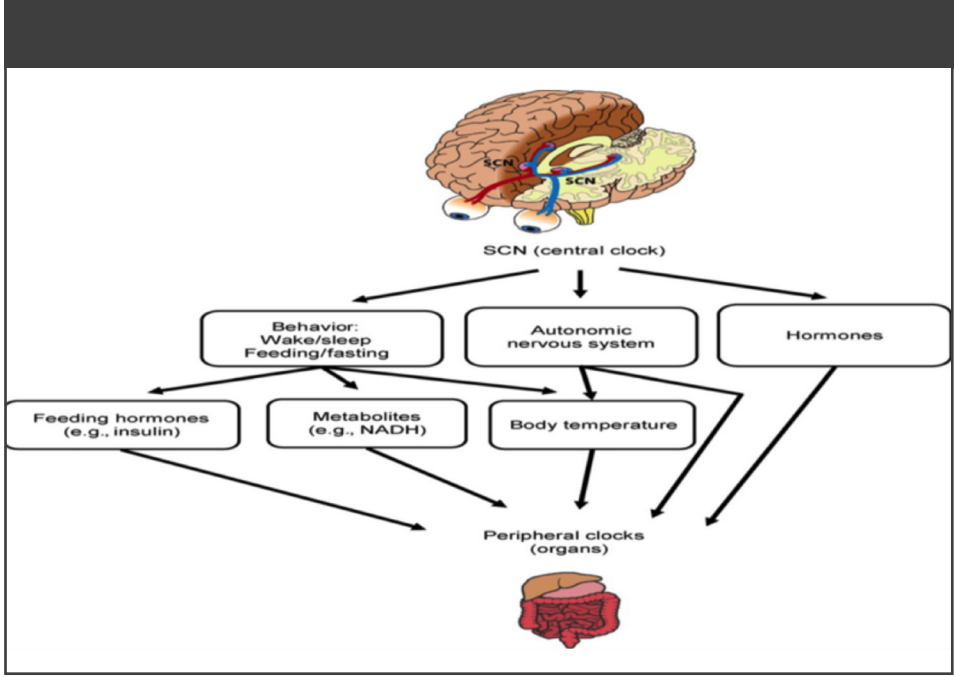 SCN
SCN
SCN (central clock)
Behavior:
Wake/sleep
Feeding/fasting
Autonomic
nervous system
Hormones
Feeding hormones
(e.g., insulin)
Metabolites
(e.g., NADH)
Body temperature
Peripheral clocks
(organs)